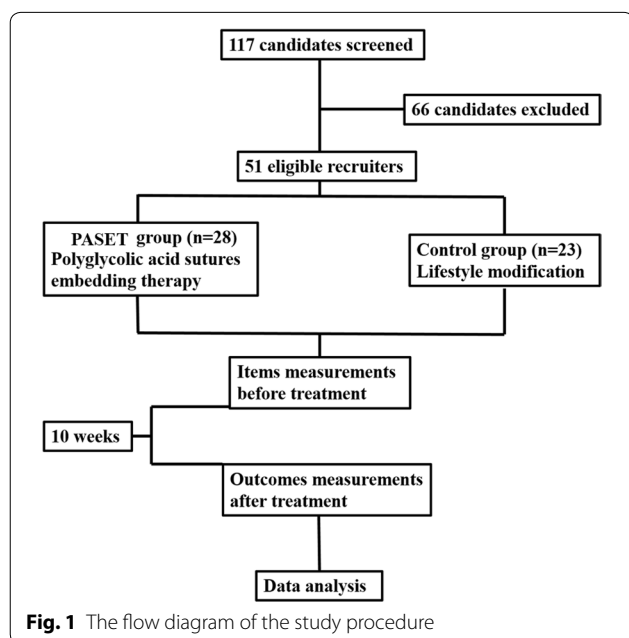 117 candidates screened
66 candidates excluded
51 eligible recruiters
PASET group (n=28)
Polyglycolic acid sutures
embedding therapy
Control group (n=23)
Lifestyle modification
Items measurements
before treatment
10 weeks
Outcomes measurements
after treatment
Data analysis
Fig. 1 The flow diagram of the study procedure